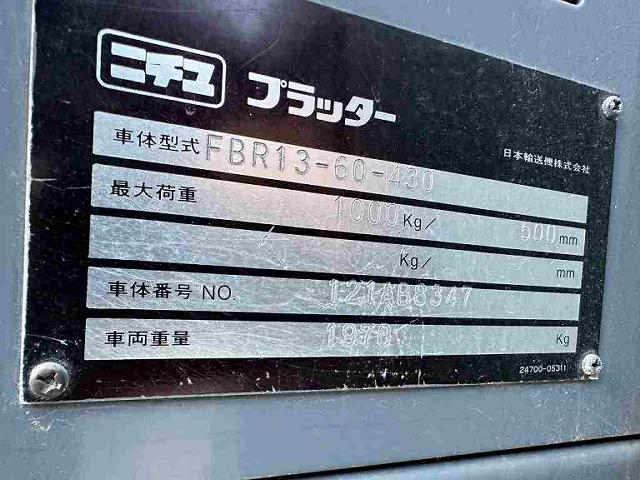 ニチユ プラッター
日本輸送機株式会社
車体型式 FBR13-60-430
最大荷重 1000 Kg/ 500 mm
Kg/ mm
車体番号 NO. 121AB8347
車両重量 1970 Kg
24700-05311